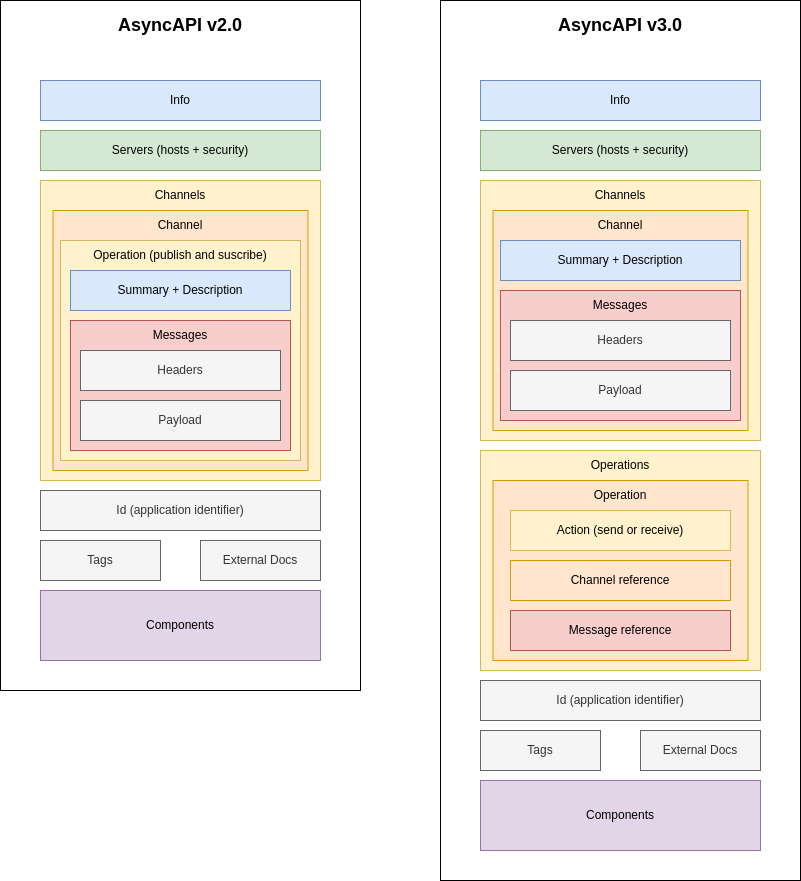 AsyncAPI v2.0
Info
Servers (hosts + security)
Channels
Channel
Operation (publish and suscribe)
Summary + Description
Messages
Headers
Payload
Id (application identifier)
Tags
External Docs
Components
AsyncAPI v3.0
Info
Servers (hosts + security)
Channels
Channel
Summary + Description
Messages
Headers
Payload
Operations
Operation
Action (send or receive)
Channel reference
Message reference
Id (application identifier)
Tags
External Docs
Components